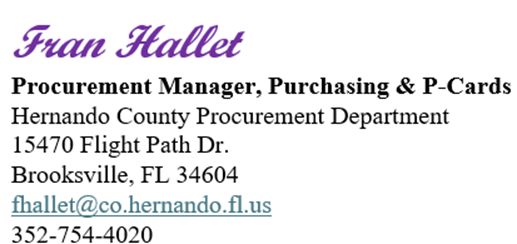 Fran Hallet
Procurement Manager, Purchasing & P-Cards
Hernando County Procurement Department
15470 Flight Path Dr.
Brooksville, FL 34604
fhallet@co.hernando.fl.us
352-754-4020